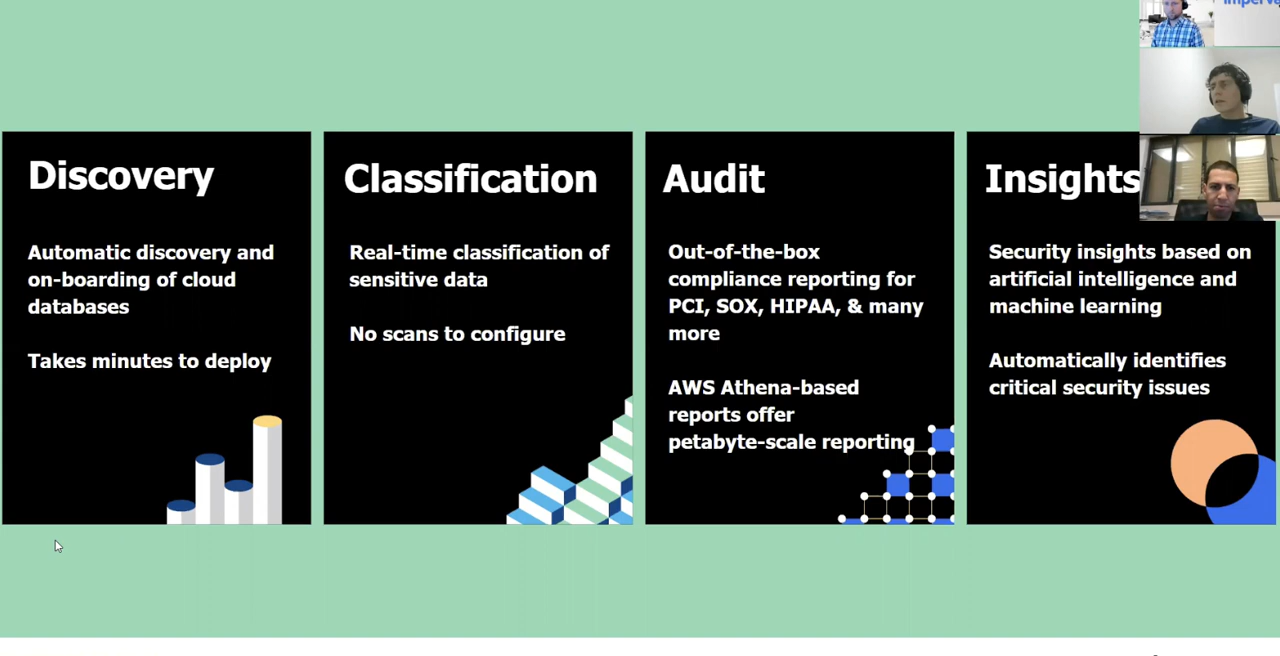 Discovery
Automatic discovery and
on-boarding of cloud
databases
Takes minutes to deploy
Classification
Real-time classification of
sensitive data
No scans to configure
Audit
Out-of-the-box
compliance reporting for
PCI, SOX, HIPAA, & many
more
AWS Athena-based
reports offer
petabyte-scale reporting
Insights
Security insights based on
artificial intelligence and
machine learning
Automatically identifies
critical security issues